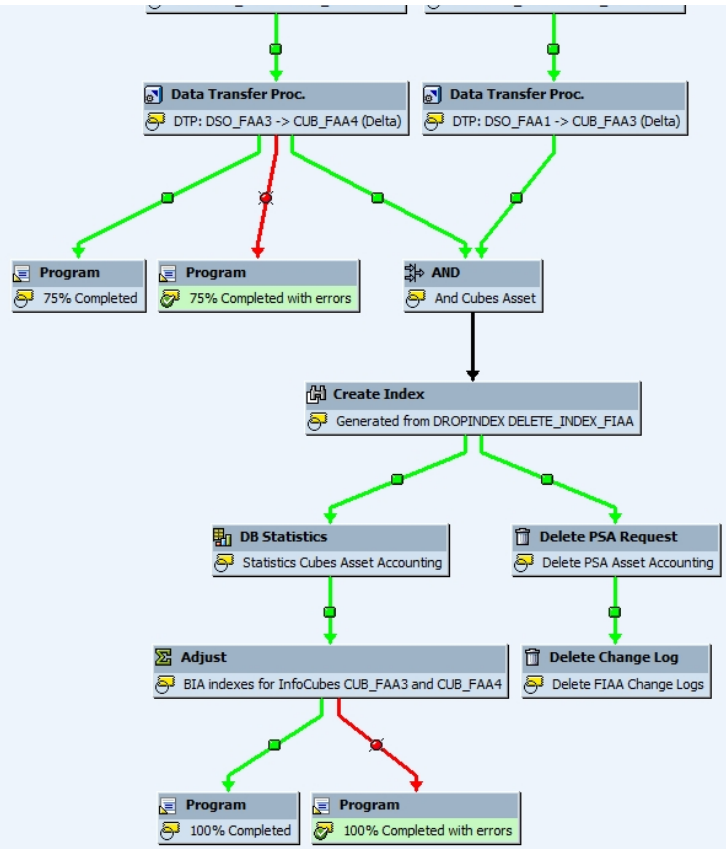 Data Transfer Proc.
DTP: DSO_FAA3 -> CUB_FAA4 (Delta)
Data Transfer Proc.
DTP: DSO_FAA1 -> CUB_FAA3 (Delta)
Program
75% Completed
Program
75% Completed with errors
AND
And Cubes Asset
Create Index
Generated from DROPINDEX DELETE_INDEX_FIAA
DB Statistics
Statistics Cubes Asset Accounting
Delete PSA Request
Delete PSA Asset Accounting
Adjust
BIA indexes for InfoCubes CUB_FAA3 and CUB_FAA4
Delete Change Log
Delete FIAA Change Logs
Program
100% Completed
Program
100% Completed with errors